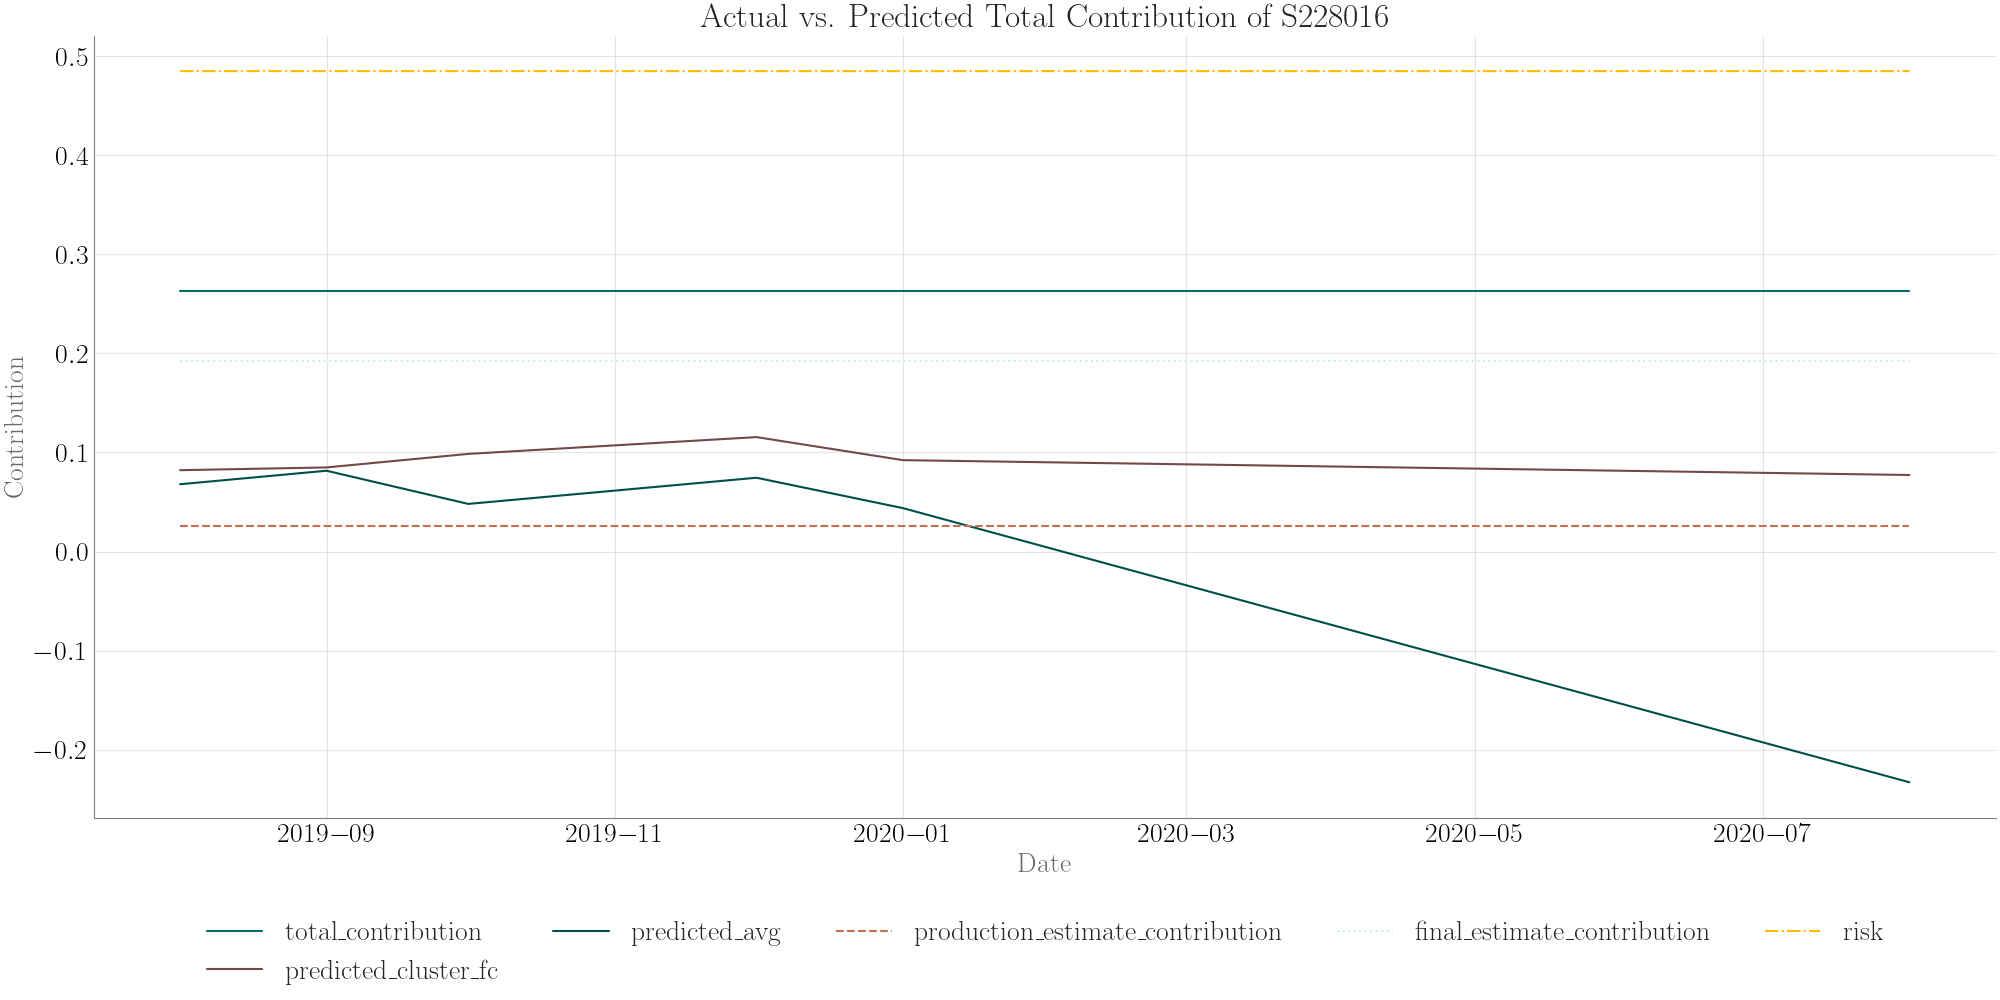 Actual vs. Predicted Total Contribution of S228016
0.5
0.4
0.3
0.2
0.1
0.0
−0.1
−0.2
Contribution
2019−09 2019−11 2020−01 2020−03 2020−05 2020−07
Date
total_contribution predicted_avg production_estimate_contribution final_estimate_contribution risk
predicted_cluster_fc